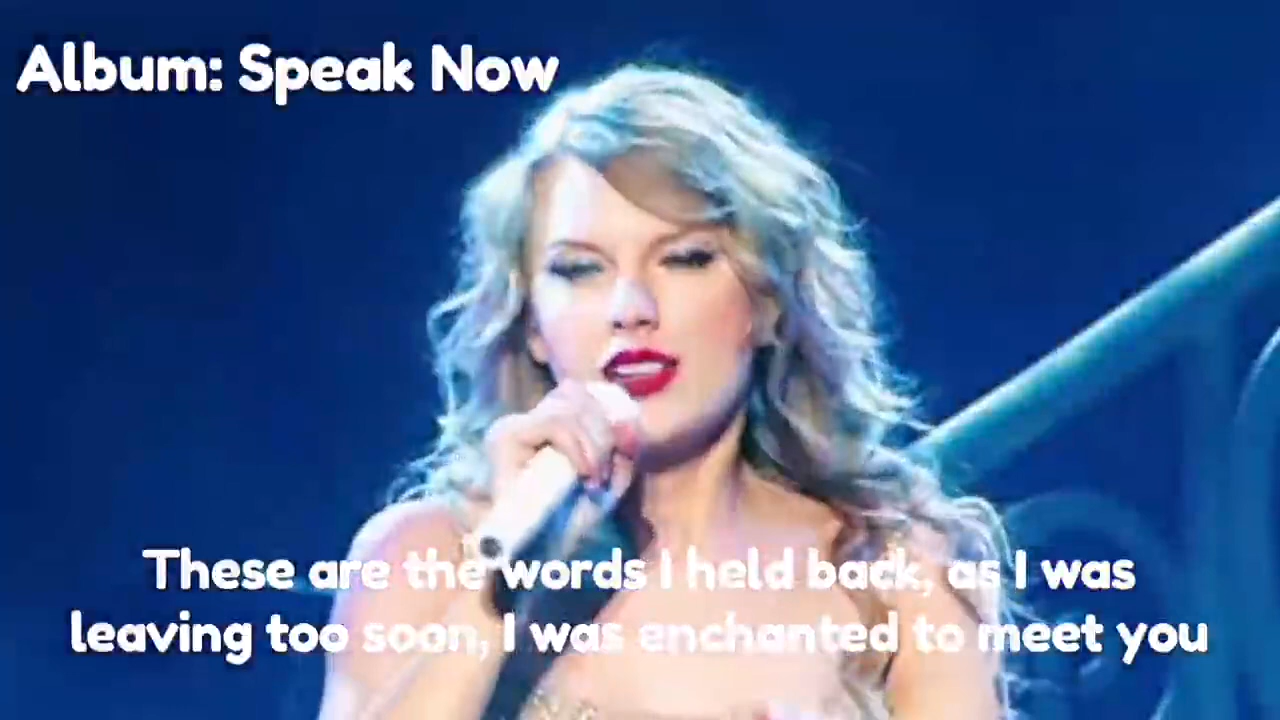 Album: Speak Now
These are the words I held back, as I was
leaving too soon, I was enchanted to meet you